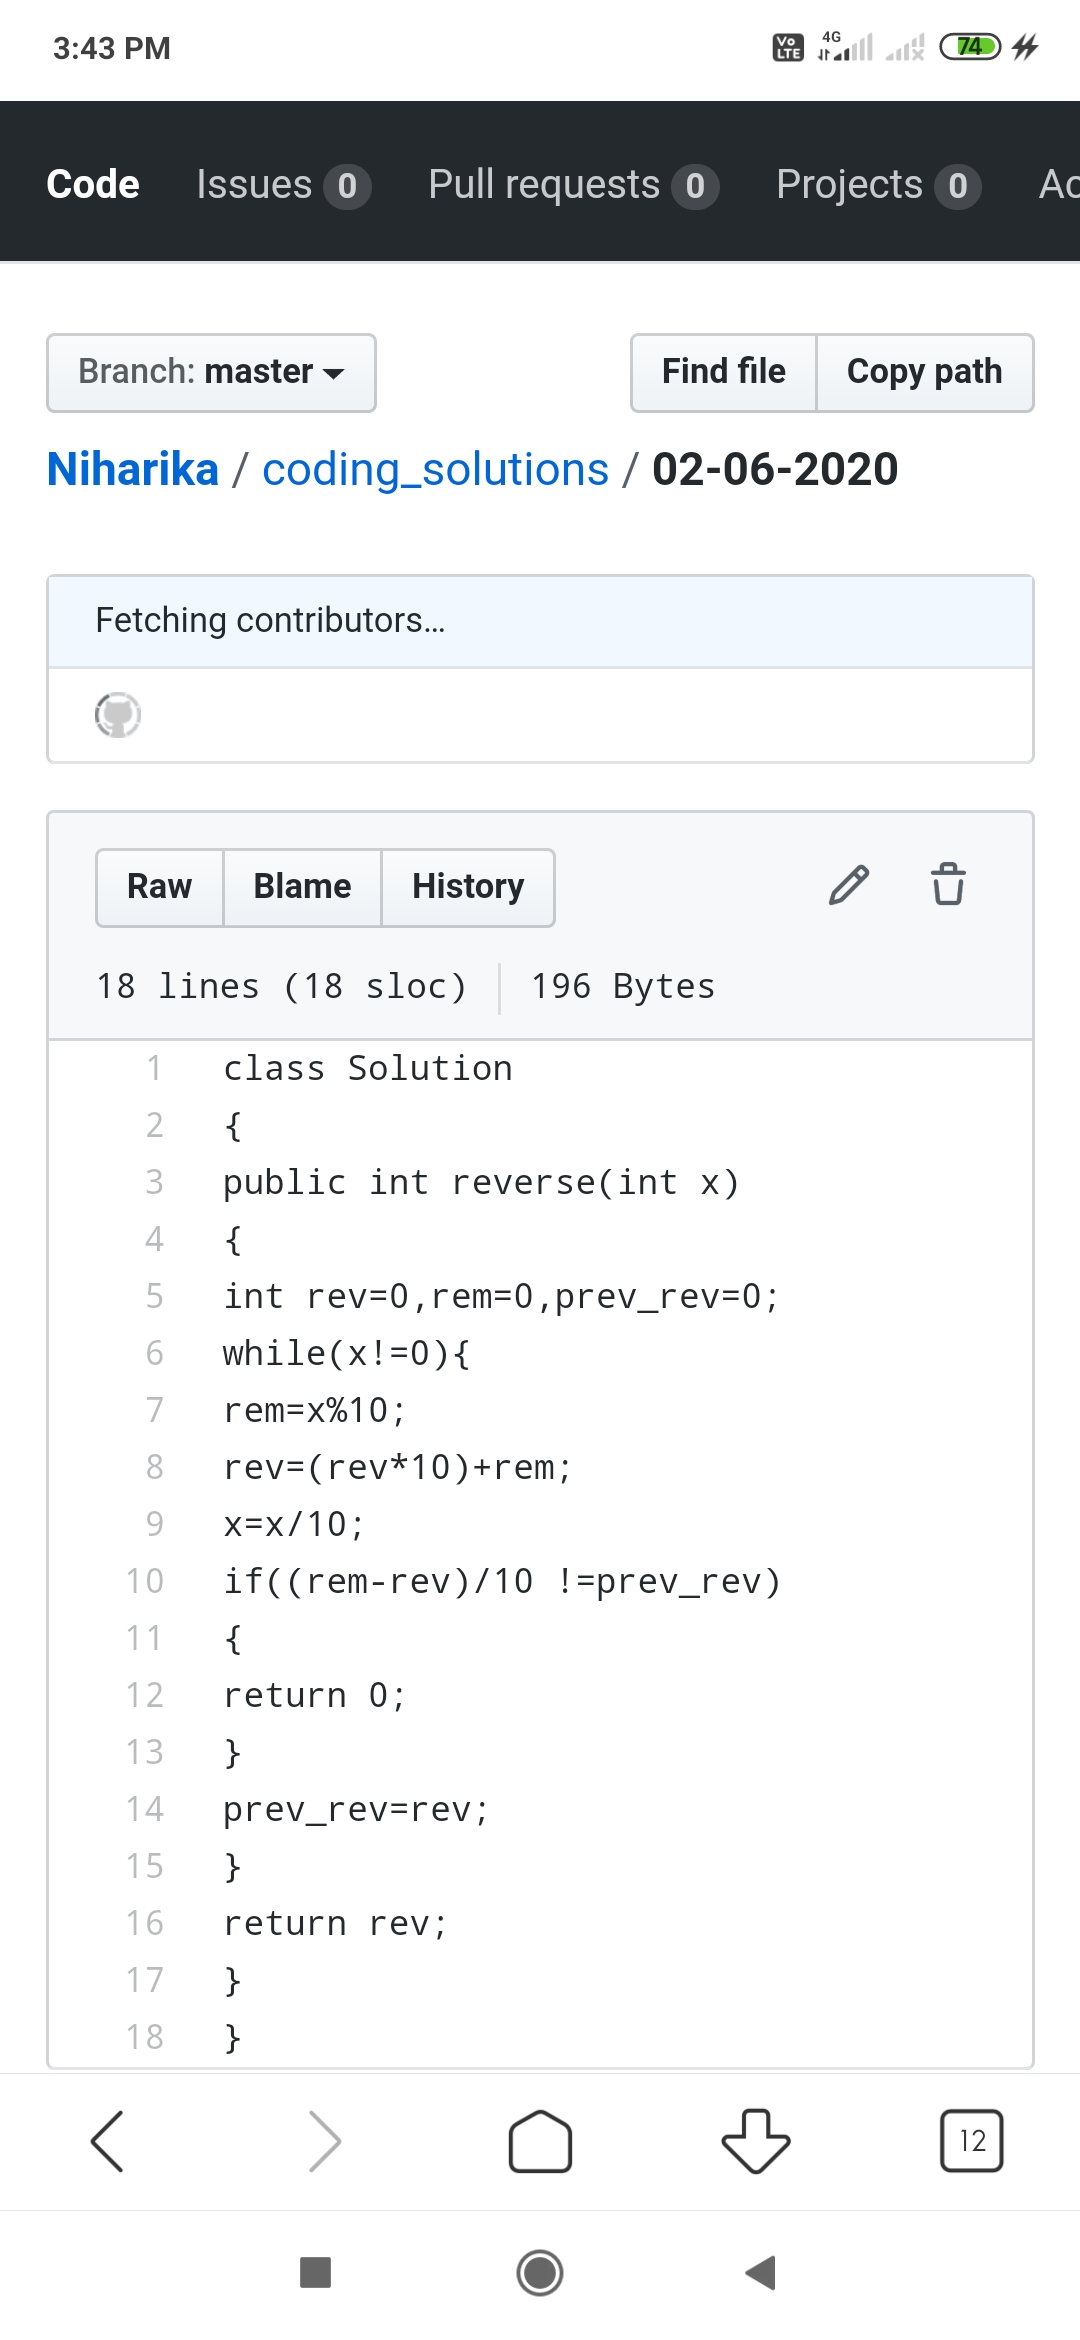 3:43 PM
Vo LTE 4G 74
Code Issues 0 Pull requests 0 Projects 0 Ac
Branch: master Find file Copy path
Niharika / coding_solutions / 02-06-2020
Fetching contributors…
Raw Blame History
18 lines (18 sloc) 196 Bytes
1 class Solution
2 {
3 public int reverse(int x)
4 {
5 int rev=0,rem=0,prev_rev=0;
6 while(x!=0){
7 rem=x%10;
8 rev=(rev*10)+rem;
9 x=x/10;
10 if((rem-rev)/10 !=prev_rev)
11 {
12 return 0;
13 }
14 prev_rev=rev;
15 }
16 return rev;
17 }
18 }
12